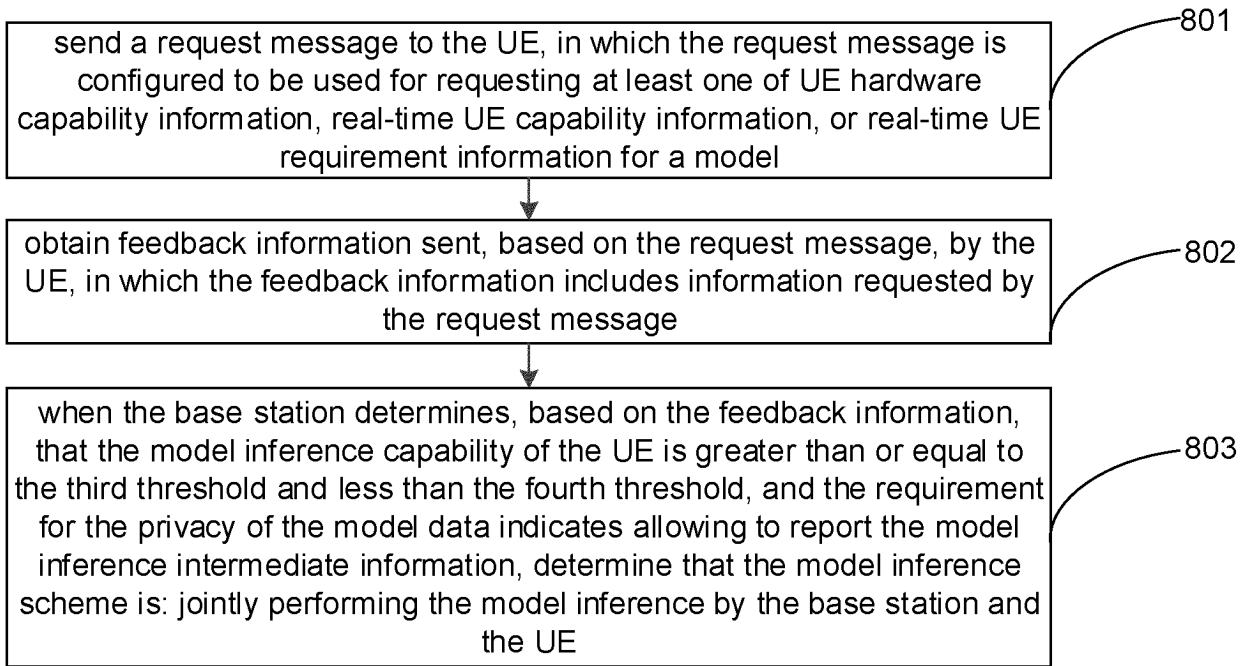 801
send a request message to the UE, in which the request message is
configured to be used for requesting at least one of UE hardware
capability information, real-time UE capability information, or real-time UE
requirement information for a model
802
obtain feedback information sent, based on the request message, by the
UE, in which the feedback information includes information requested by
the request message
803
when the base station determines, based on the feedback information,
that the model inference capability of the UE is greater than or equal to
the third threshold and less than the fourth threshold, and the requirement
for the privacy of the model data indicates allowing to report the model
inference intermediate information, determine that the model inference
scheme is: jointly performing the model inference by the base station and
the UE